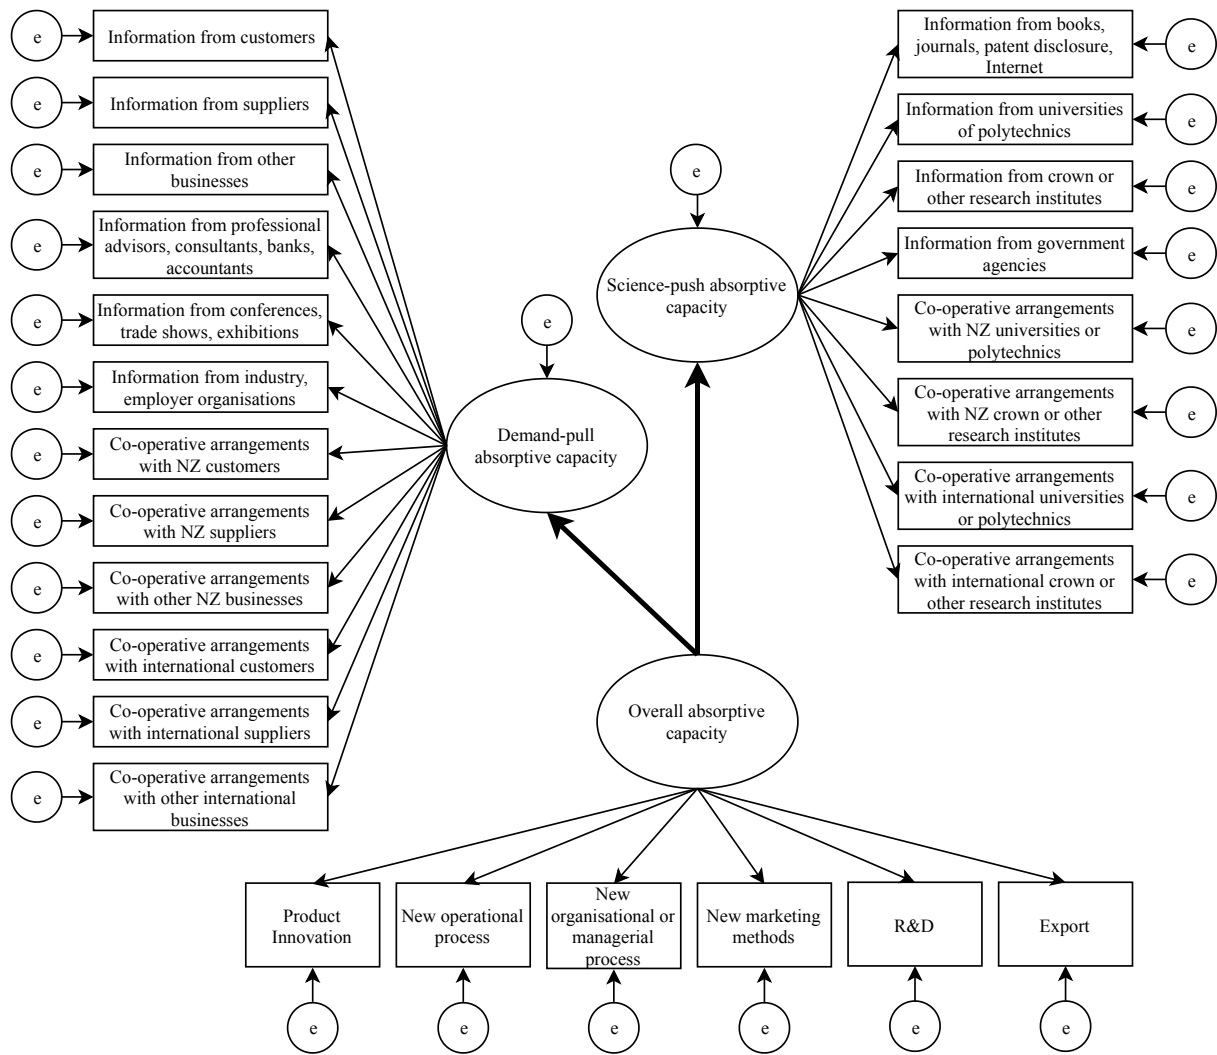 e
Information from customers
e
Information from suppliers
e
Information from other
businesses
e
Information from professional
advisors, consultants, banks,
accountants
e
Information from conferences,
trade shows, exhibitions
e
Information from industry,
employer organisations
e
Co-operative arrangements
with NZ customers
e
Co-operative arrangements
with NZ suppliers
e
Co-operative arrangements
with other NZ businesses
e
Co-operative arrangements
with international customers
e
Co-operative arrangements
with international suppliers
e
Co-operative arrangements
with other international
businesses
e
Demand-pull
absorptive capacity
e
Science-push absorptive
capacity
Information from books,
journals, patent disclosure,
Internet
e
Information from universities
of polytechnics
e
Information from crown or
other research institutes
e
Information from government
agencies
e
Co-operative arrangements
with NZ universities or
polytechnics
e
Co-operative arrangements
with NZ crown or other
research institutes
e
Co-operative arrangements
with international universities
or polytechnics
e
Co-operative arrangements
with international crown or
other research institutes
e
Overall absorptive
capacity
Product
Innovation
New operational
process
New
organisational or
managerial
process
New marketing
methods
R&D
Export
e
e
e
e
e
e